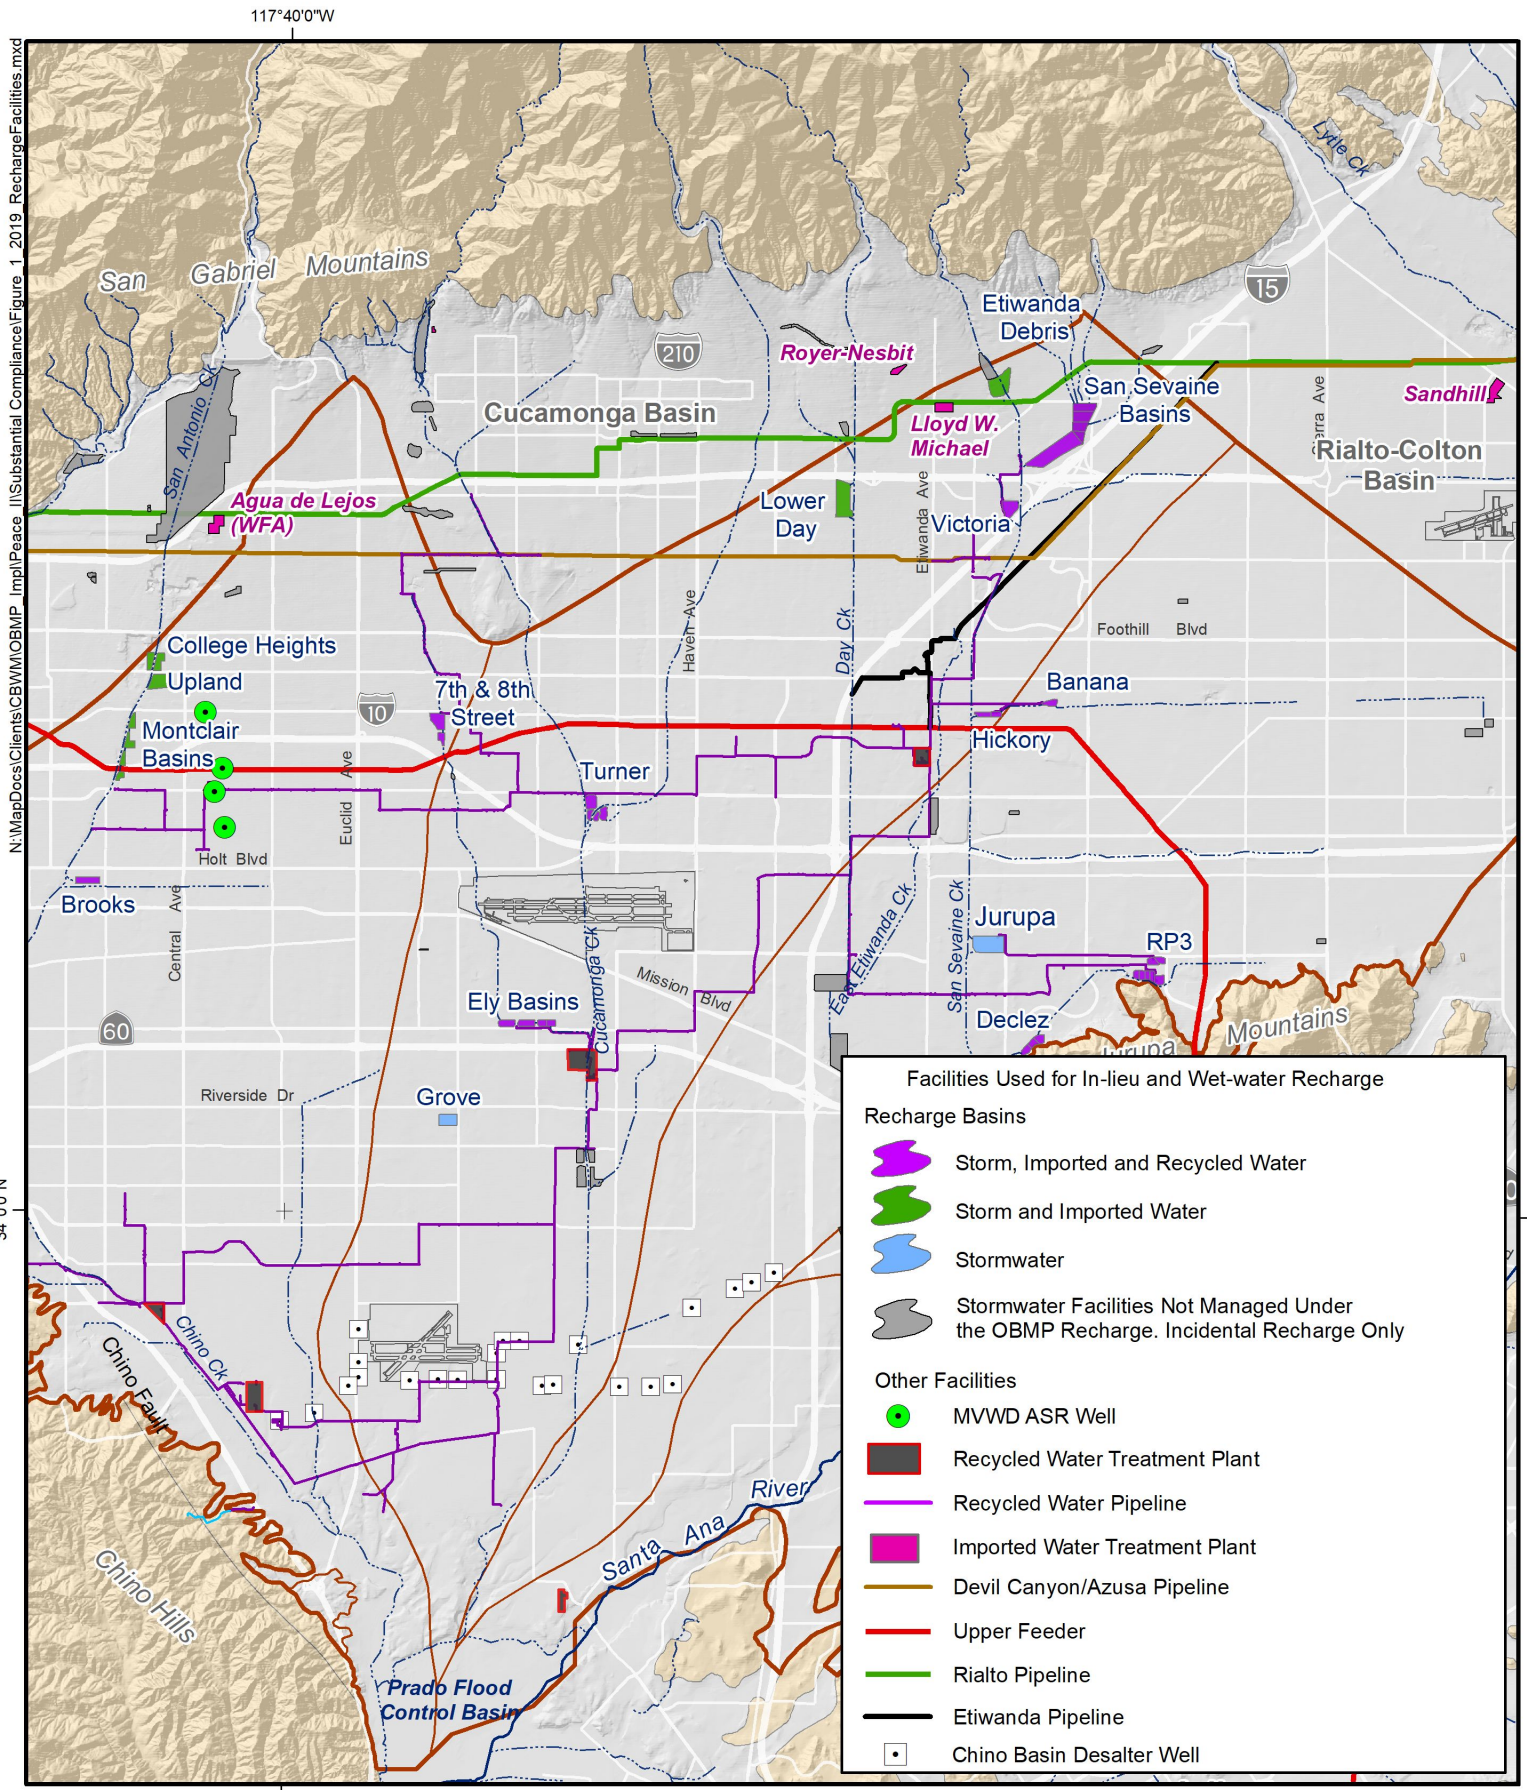 117°40'0"W
N:\MapDocs\Clients\CBWM\OBMP_Impl\Peace_II\Substantial Compliance\Figure_1_2019_RechargeFacilities.mxd
Lytle Ck
San Gabriel Mountains
15
Etiwanda
Debris
210
Royer-Nesbit
San Sevaine
Basins
Sandhill
Sierra Ave
Cucamonga Basin
Lloyd W.
Michael
Rialto-Colton
Basin
San Antonio Ck
Agua de Lejos
(WFA)
Lower
Day
Etiwanda Ave
Victoria
Haven Ave
Day Ck
Foothill Blvd
College Heights
Upland
7th & 8th
Street
Banana
10
Montclair
Basins
Hickory
Euclid Ave
Turner
Holt Blvd
Brooks
Central Ave
East Etiwanda Ck
San Sevaine Ck
Jurupa
RP3
Cucamonga Ck
Mission Blvd
Ely Basins
60
Declez
Jurupa Mountains
Riverside Dr
Grove
34°0'0"N
Chino Ck
Chino Fault
Chino Hills
Santa Ana River
Prado Flood
Control Basin
Facilities Used for In-lieu and Wet-water Recharge
Recharge Basins
Storm, Imported and Recycled Water
Storm and Imported Water
Stormwater
Stormwater Facilities Not Managed Under
the OBMP Recharge. Incidental Recharge Only
Other Facilities
MVWD ASR Well
Recycled Water Treatment Plant
Recycled Water Pipeline
Imported Water Treatment Plant
Devil Canyon/Azusa Pipeline
Upper Feeder
Rialto Pipeline
Etiwanda Pipeline
Chino Basin Desalter Well